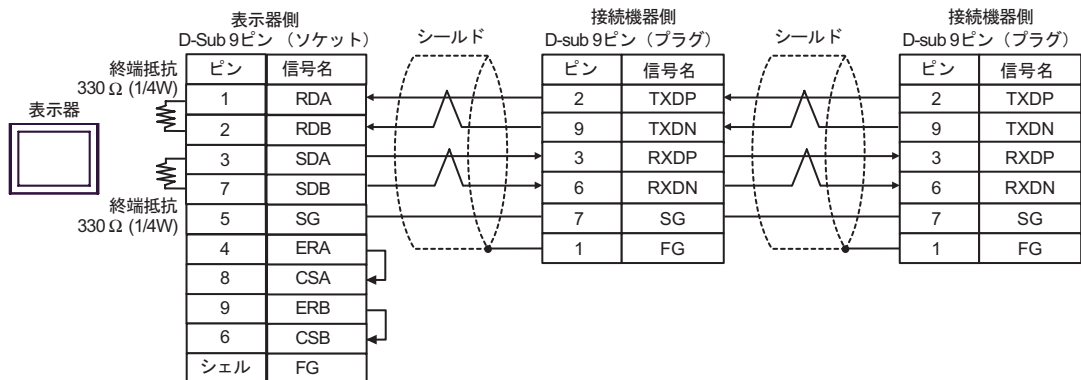 表示器側
D-Sub 9ピン （ソケット）
シールド
接続機器側
D-sub 9ピン（プラグ）
シールド
接続機器側
D-sub 9ピン（プラグ）
表示器
終端抵抗
330 Ω (1/4W)
終端抵抗
330 Ω (1/4W)
ピン 信号名
1 RDA
2 RDB
3 SDA
7 SDB
5 SG
4 ERA
8 CSA
9 ERB
6 CSB
シェル FG
ピン 信号名
2 TXDP
9 TXDN
3 RXDP
6 RXDN
7 SG
1 FG
ピン 信号名
2 TXDP
9 TXDN
3 RXDP
6 RXDN
7 SG
1 FG